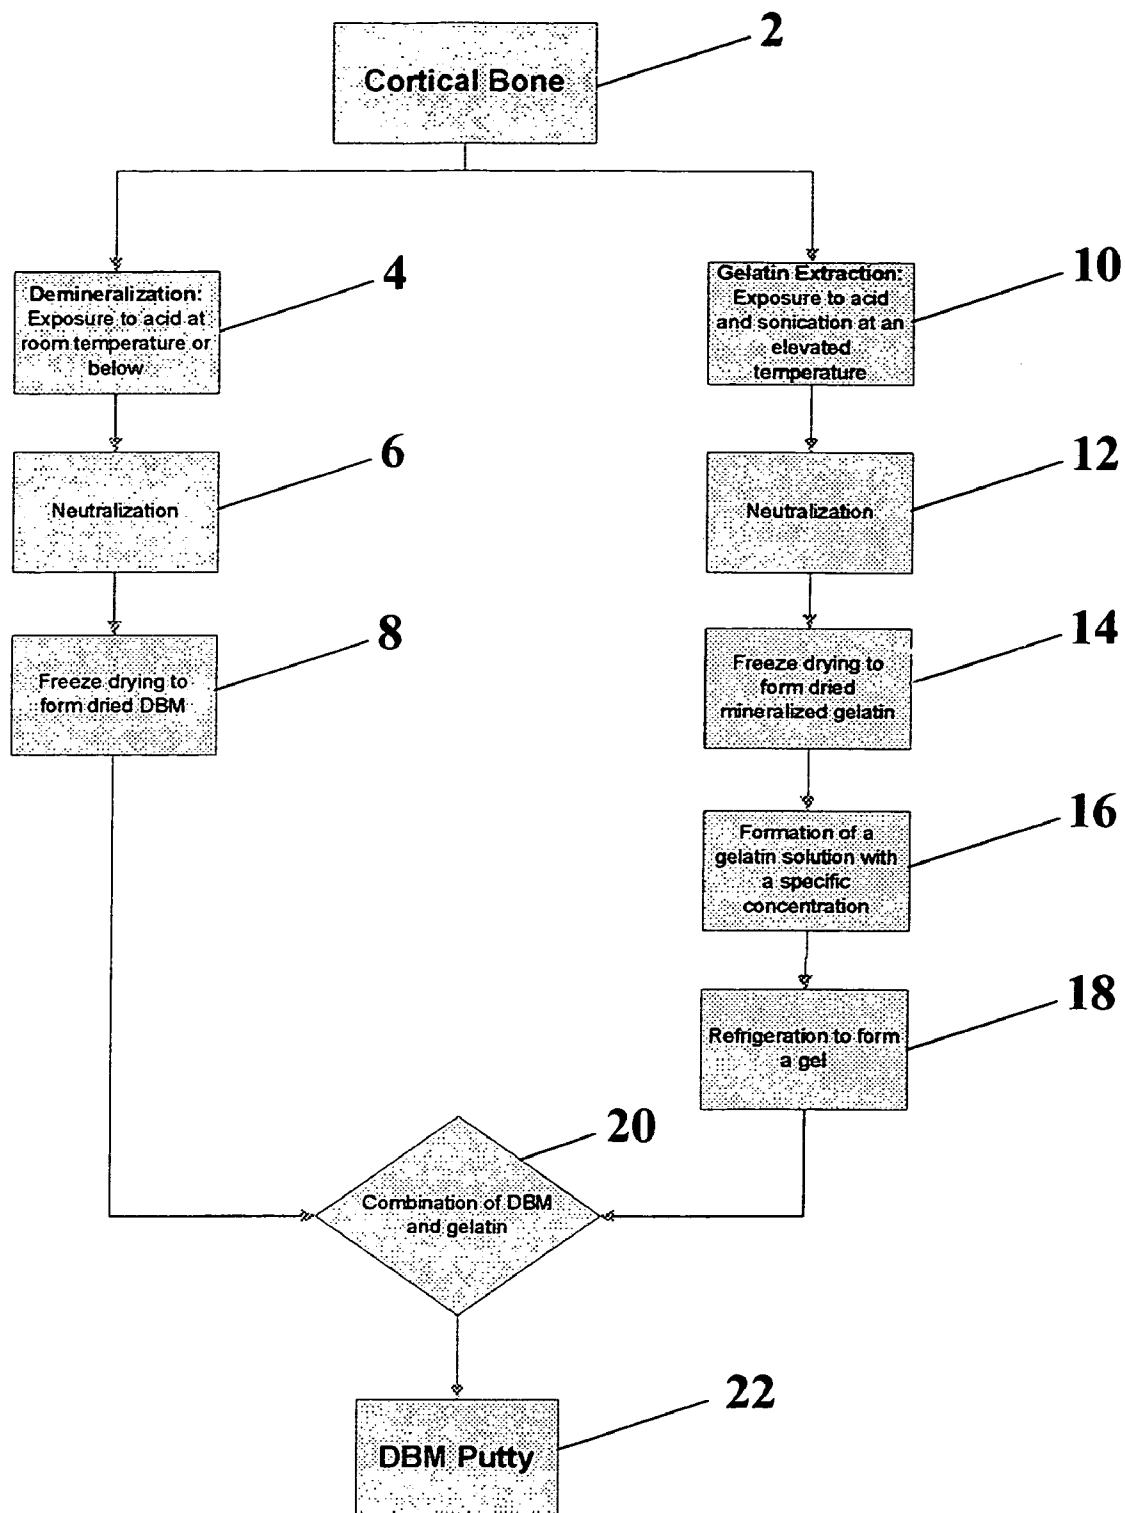 2
Cortical Bone
4
Demineralization:
Exposure to acid at
room temperature or
below
10
Gelatin Extraction:
Exposure to acid
and sonication at an
elevated
temperature
6
Neutralization
12
Neutralization
8
Freeze drying to
form dried DBM
14
Freeze drying to
form dried
mineralized gelatin
16
Formation of a
gelatin solution with
a specific
concentration
18
Refrigeration to form
a gel
20
Combination of DBM
and gelatin
22
DBM Putty